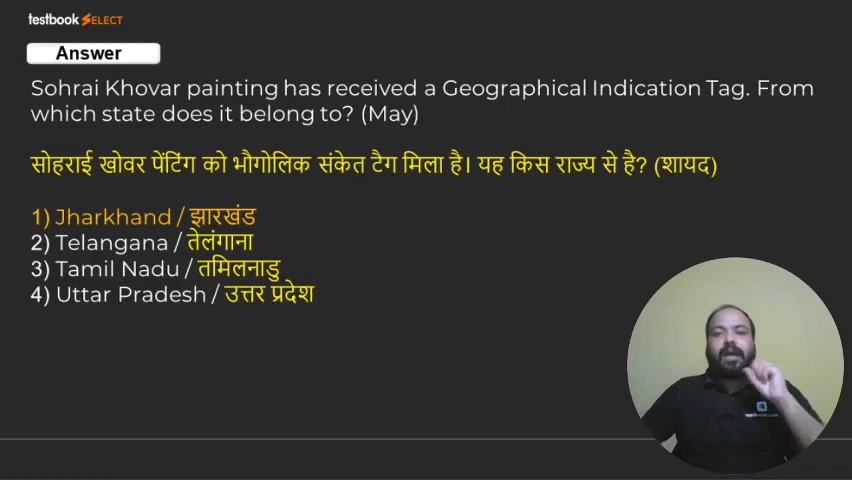 testbook SELECT
Answer
Sohrai Khovar painting has received a Geographical Indication Tag. From
which state does it belong to? (May)
सोहराई खोवर पेंटिंग को भौगोलिक संकेत टैग मिला है। यह किस राज्य से है? (शायद)
1) Jharkhand / झारखंड
2) Telangana / तेलंगाना
3) Tamil Nadu / तमिलनाडु
4) Uttar Pradesh / उत्तर प्रदेश